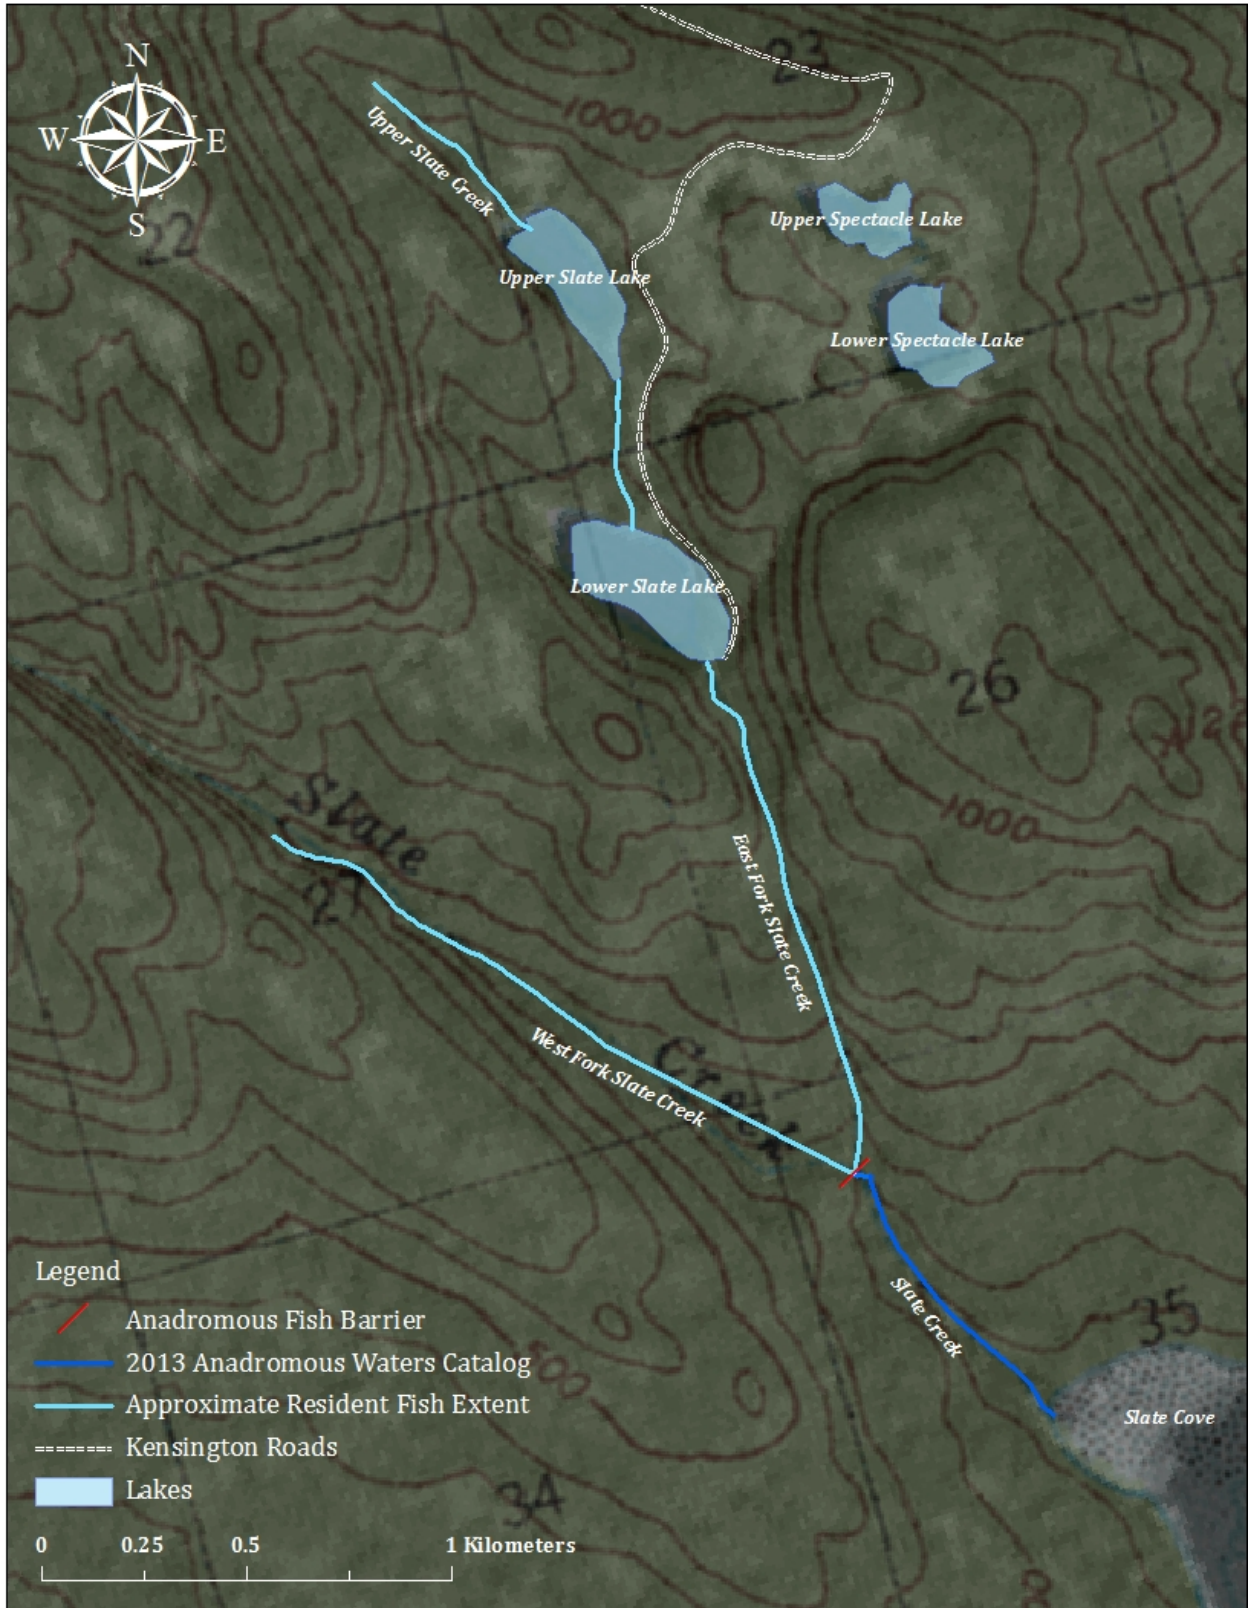 N
W
E
S
23
1000
22
Upper Slate Creek
Upper Spectacle Lake
Upper Slate Lake
Lower Spectacle Lake
Lower Slate Lake
26
1000
Slate
27
East Fork Slate Creek
West Fork Slate Creek
Creek
Slate Creek
35
Slate Cove
500
34
Legend
Anadromous Fish Barrier
2013 Anadromous Waters Catalog
Approximate Resident Fish Extent
Kensington Roads
Lakes
0 0.25 0.5 1 Kilometers